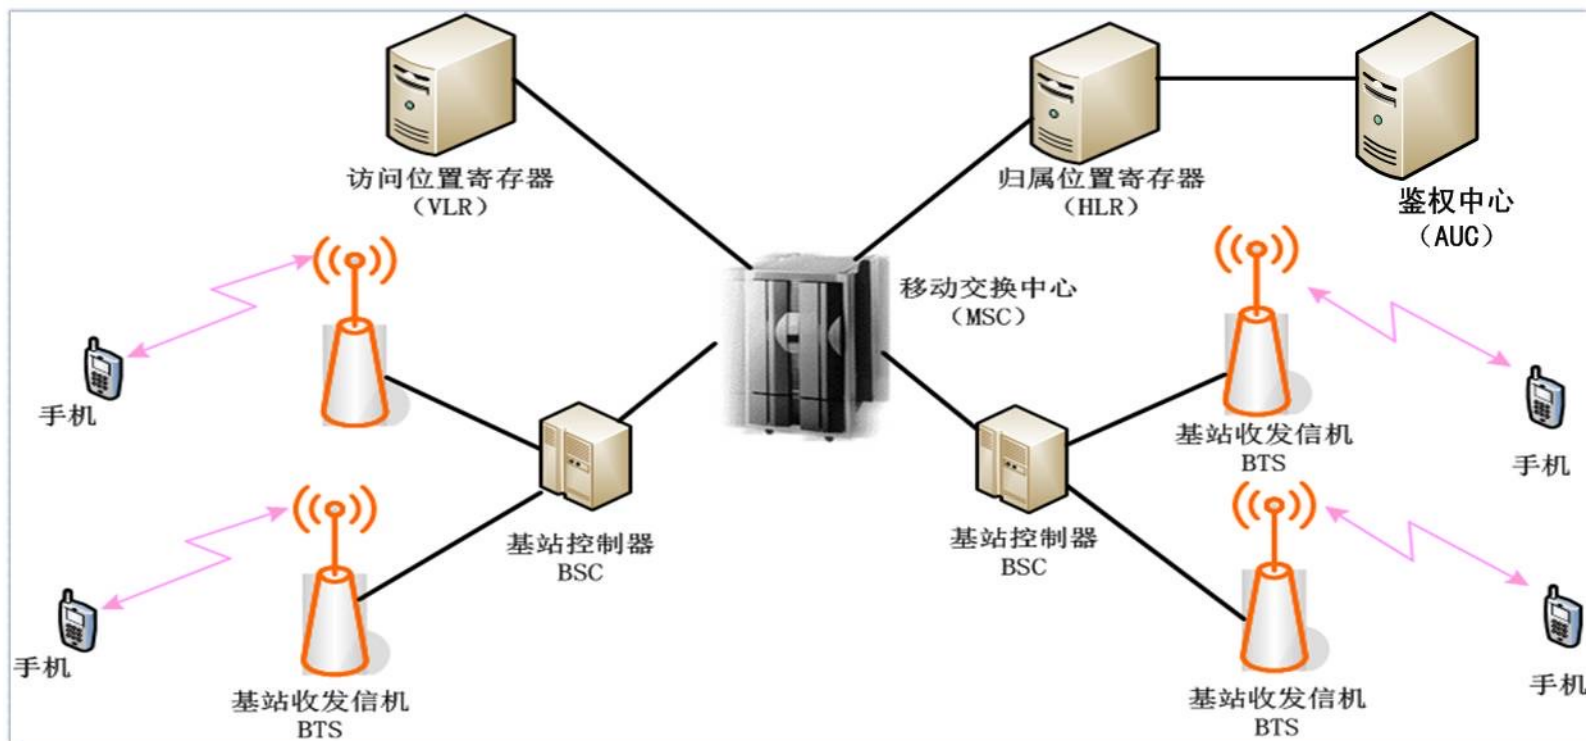 访问位置寄存器
（VLR）
归属位置寄存器
（HLR）
鉴权中心
（AUC）
移动交换中心
（MSC）
手机
基站收发信机
BTS
手机
基站控制器
BSC
基站控制器
BSC
手机
基站收发信机
BTS
基站收发信机
BTS
手机